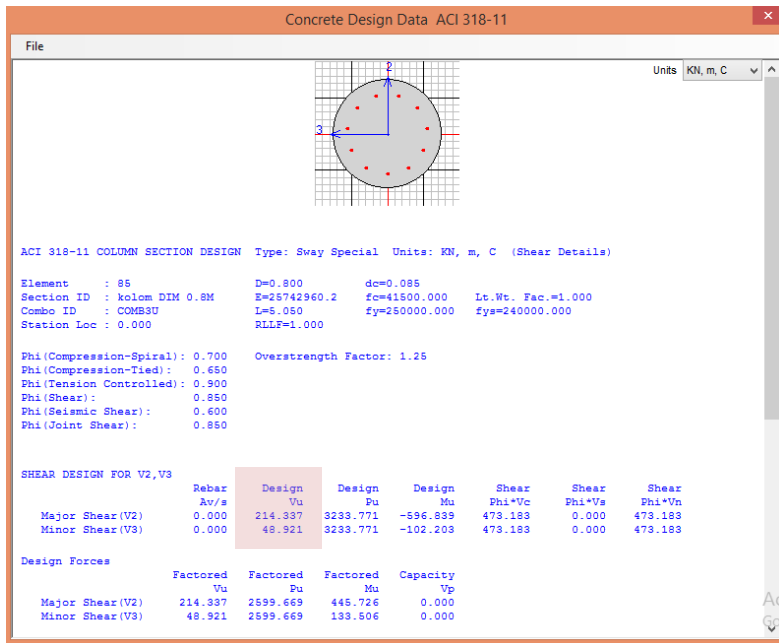 Concrete Design Data ACI 318-11
File
Units KN, m, C
2
3
ACI 318-11 COLUMN SECTION DESIGN Type: Sway Special Units: KN, m, C (Shear Details)
Element : 85 D=0.800 dc=0.085
Section ID : kolom DIM 0.8M E=25742960.2 fc=41500.000 Lt.Wt. Fac.=1.000
Combo ID : COMB3U L=5.050 fy=250000.000 fys=240000.000
Station Loc : 0.000 RLLF=1.000
Phi(Compression-Spiral): 0.700 Overstrength Factor: 1.25
Phi(Compression-Tied): 0.650
Phi(Tension Controlled): 0.900
Phi(Shear): 0.850
Phi(Seismic Shear): 0.600
Phi(Joint Shear): 0.850
SHEAR DESIGN FOR V2,V3
Rebar Design Design Design Shear Shear Shear
Av/s Vu Pu Mu Phi*Vc Phi*Vs Phi*Vn
Major Shear(V2) 0.000 214.337 3233.771 -596.839 473.183 0.000 473.183
Minor Shear(V3) 0.000 48.921 3233.771 -102.203 473.183 0.000 473.183
Design Forces
Factored Factored Factored Capacity
Vu Pu Mu Vp
Major Shear(V2) 214.337 2599.669 445.726 0.000
Minor Shear(V3) 48.921 2599.669 133.506 0.000